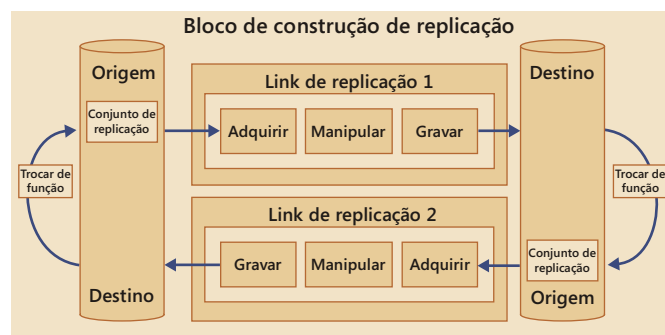 Bloco de construção de replicação
Origem
Conjunto de
replicação
Trocar de
função
Destino
Link de replicação 1
Adquirir
Manipular
Gravar
Link de replicação 2
Gravar
Manipular
Adquirir
Destino
Trocar de
função
Conjunto de
replicação
Origem